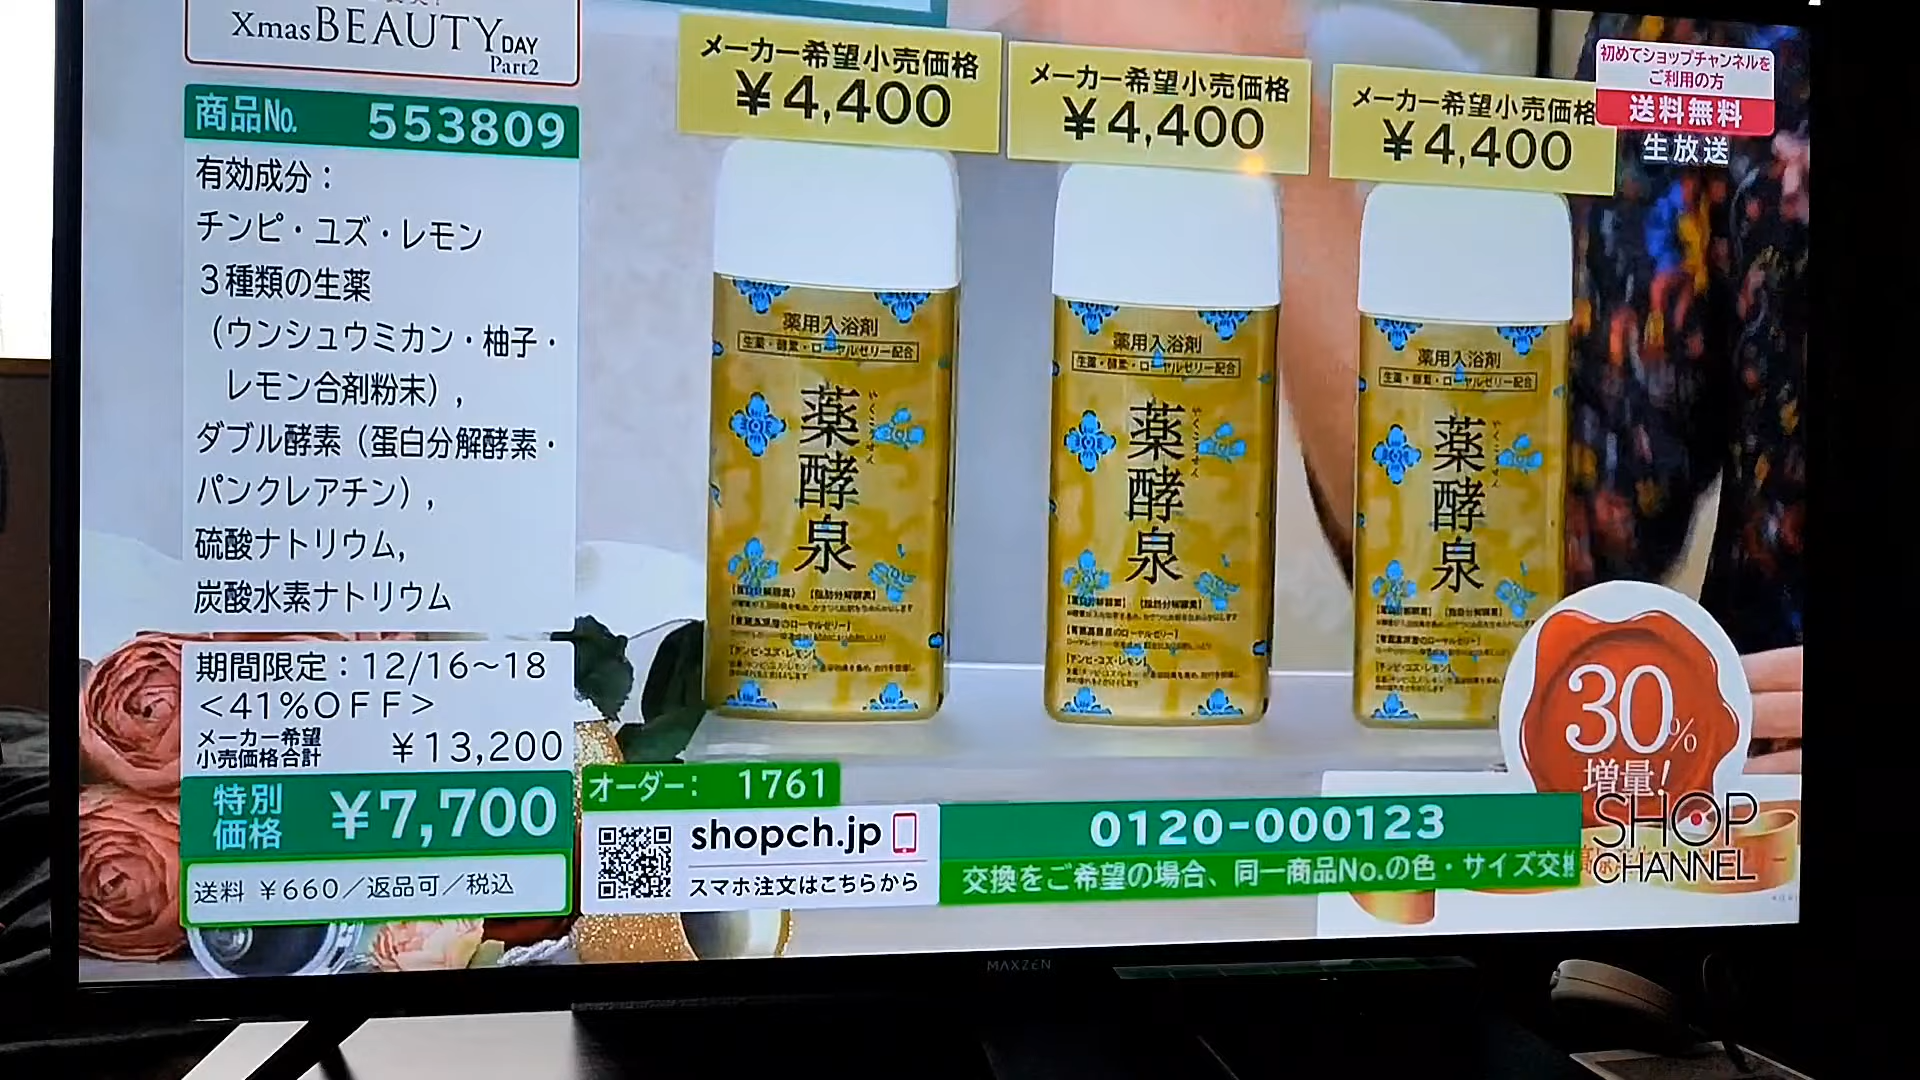 Xmas BEAUTY DAY
Part2
商品No. 553809
有効成分：
チンピ・ユズ・レモン
3種類の生薬
（ウンシュウミカン・柚子・
レモン合剤粉末），
ダブル酵素（蛋白分解酵素・
パンクレアチン），
硫酸ナトリウム，
炭酸水素ナトリウム
期間限定：12/16〜18
＜41％OFF＞
メーカー希望
小売価格合計 ￥13,200
特別
価格 ￥7,700
送料 ￥660／返品可／税込
メーカー希望小売価格
￥4,400
メーカー希望小売価格
￥4,400
メーカー希望小売価格
￥4,400
初めてショップチャンネルを
ご利用の方
送料無料
生放送
薬用入浴剤
生薬・酵素・ローヤルゼリー配合
薬酵泉
薬用入浴剤
生薬・酵素・ローヤルゼリー配合
薬酵泉
薬用入浴剤
生薬・酵素・ローヤルゼリー配合
薬酵泉
30%
増量!
SHOP
CHANNEL
オーダー： 1761
shopch.jp
スマホ注文はこちらから
0120-000123
交換をご希望の場合、同一商品No.の色・サイズ交
MAXZEN